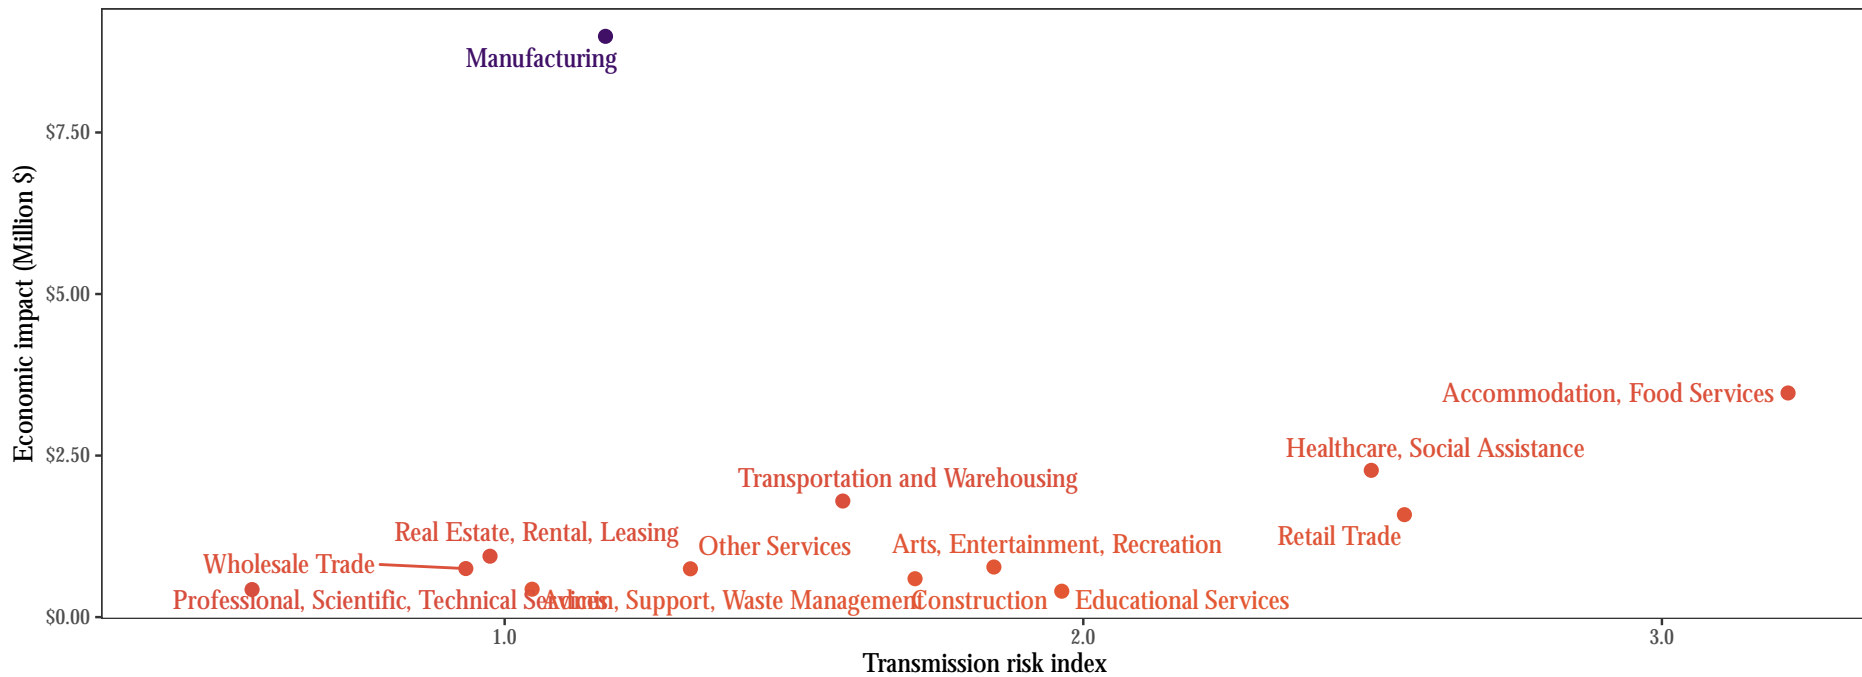 Manufacturing
$7.50
Economic impact (Million $)
$5.00
Accommodation, Food Services
$2.50
Healthcare, Social Assistance
Transportation and Warehousing
Retail Trade
Real Estate, Rental, Leasing
Other Services
Arts, Entertainment, Recreation
Wholesale Trade
Professional, Scientific, Technical Services
Admin, Support, Waste Management
Construction
Educational Services
$0.00
1.0
2.0
3.0
Transmission risk index